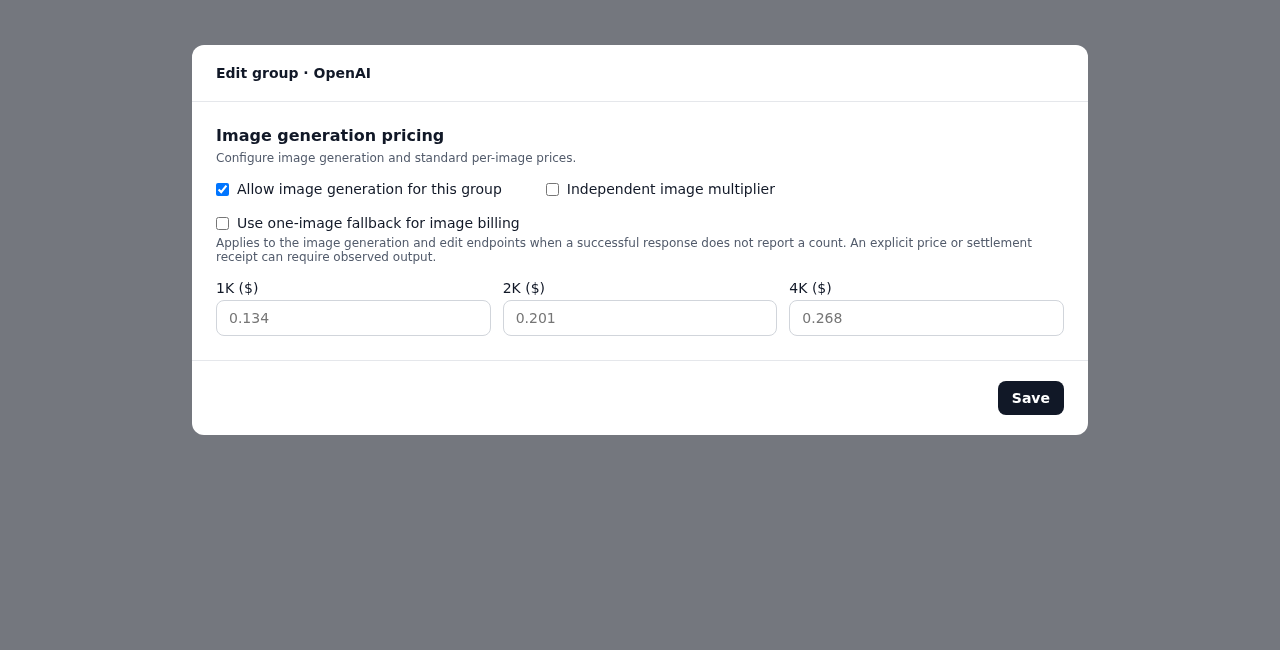 Edit group · OpenAI
Image generation pricing
Configure image generation and standard per-image prices.
Allow image generation for this group
Independent image multiplier
Use one-image fallback for image billing
Applies to the image generation and edit endpoints when a successful response does not report a count. An explicit price or settlement
receipt can require observed output.
1K ($)
2K ($)
4K ($)
0.134
0.201
0.268
Save